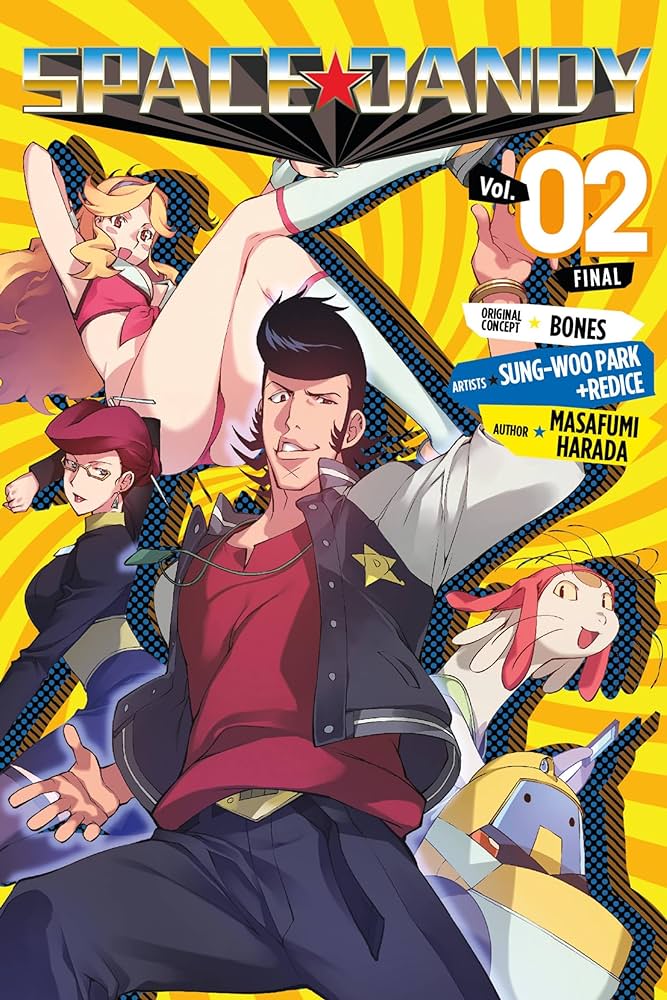 SPACE★DANDY
Vol. 02
FINAL
ORIGINAL CONCEPT ★ BONES
ARTISTS ★ SUNG-WOO PARK
+REDICE
AUTHOR ★ MASAFUMI
HARADA